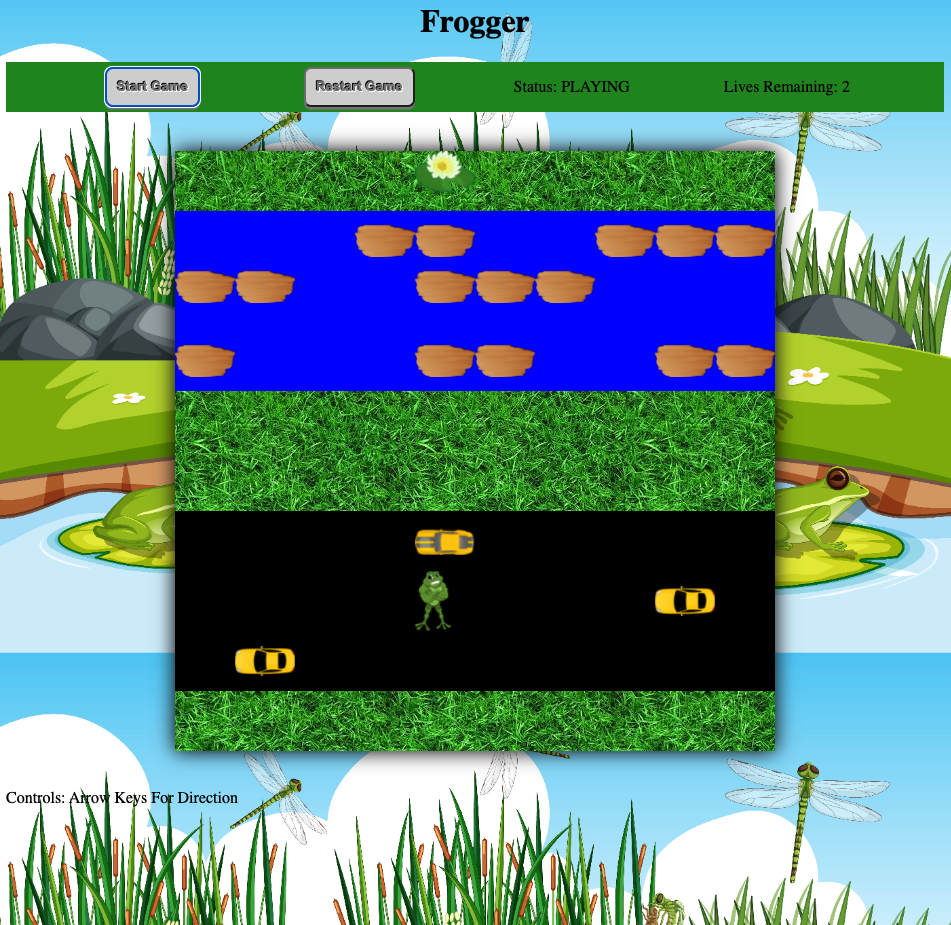 Frogger
Start Game
Restart Game
Status: PLAYING
Lives Remaining: 2
Controls: Arrow Keys For Direction